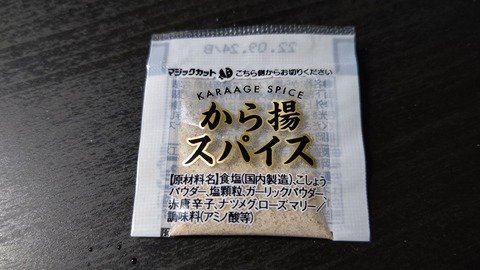 22.09.24/B
マジックカット こちら側からお切りください
KARAAGE SPICE
から揚
スパイス
【原材料名】食塩(国内製造)、こしょう
パウダー、塩顆粒、ガーリックパウダー、
赤唐辛子、ナツメグ、ローズマリー/
調味料(アミノ酸等)